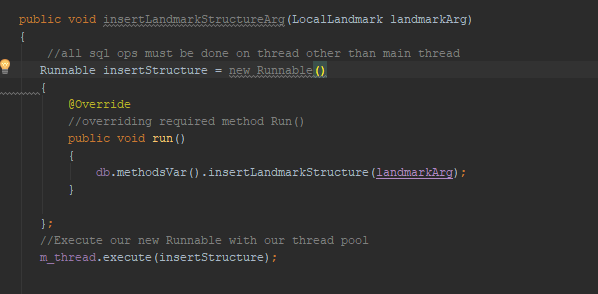 public void insertLandmarkStructureArg(LocalLandmark landmarkArg)
{
//all sql ops must be done on thread other than main thread
Runnable insertStructure = new Runnable()
{
@Override
//overriding required method Run()
public void run()
{
db.methodsVar().insertLandmarkStructure(landmarkArg);
}
};
//Execute our new Runnable with our thread pool
m_thread.execute(insertStructure);